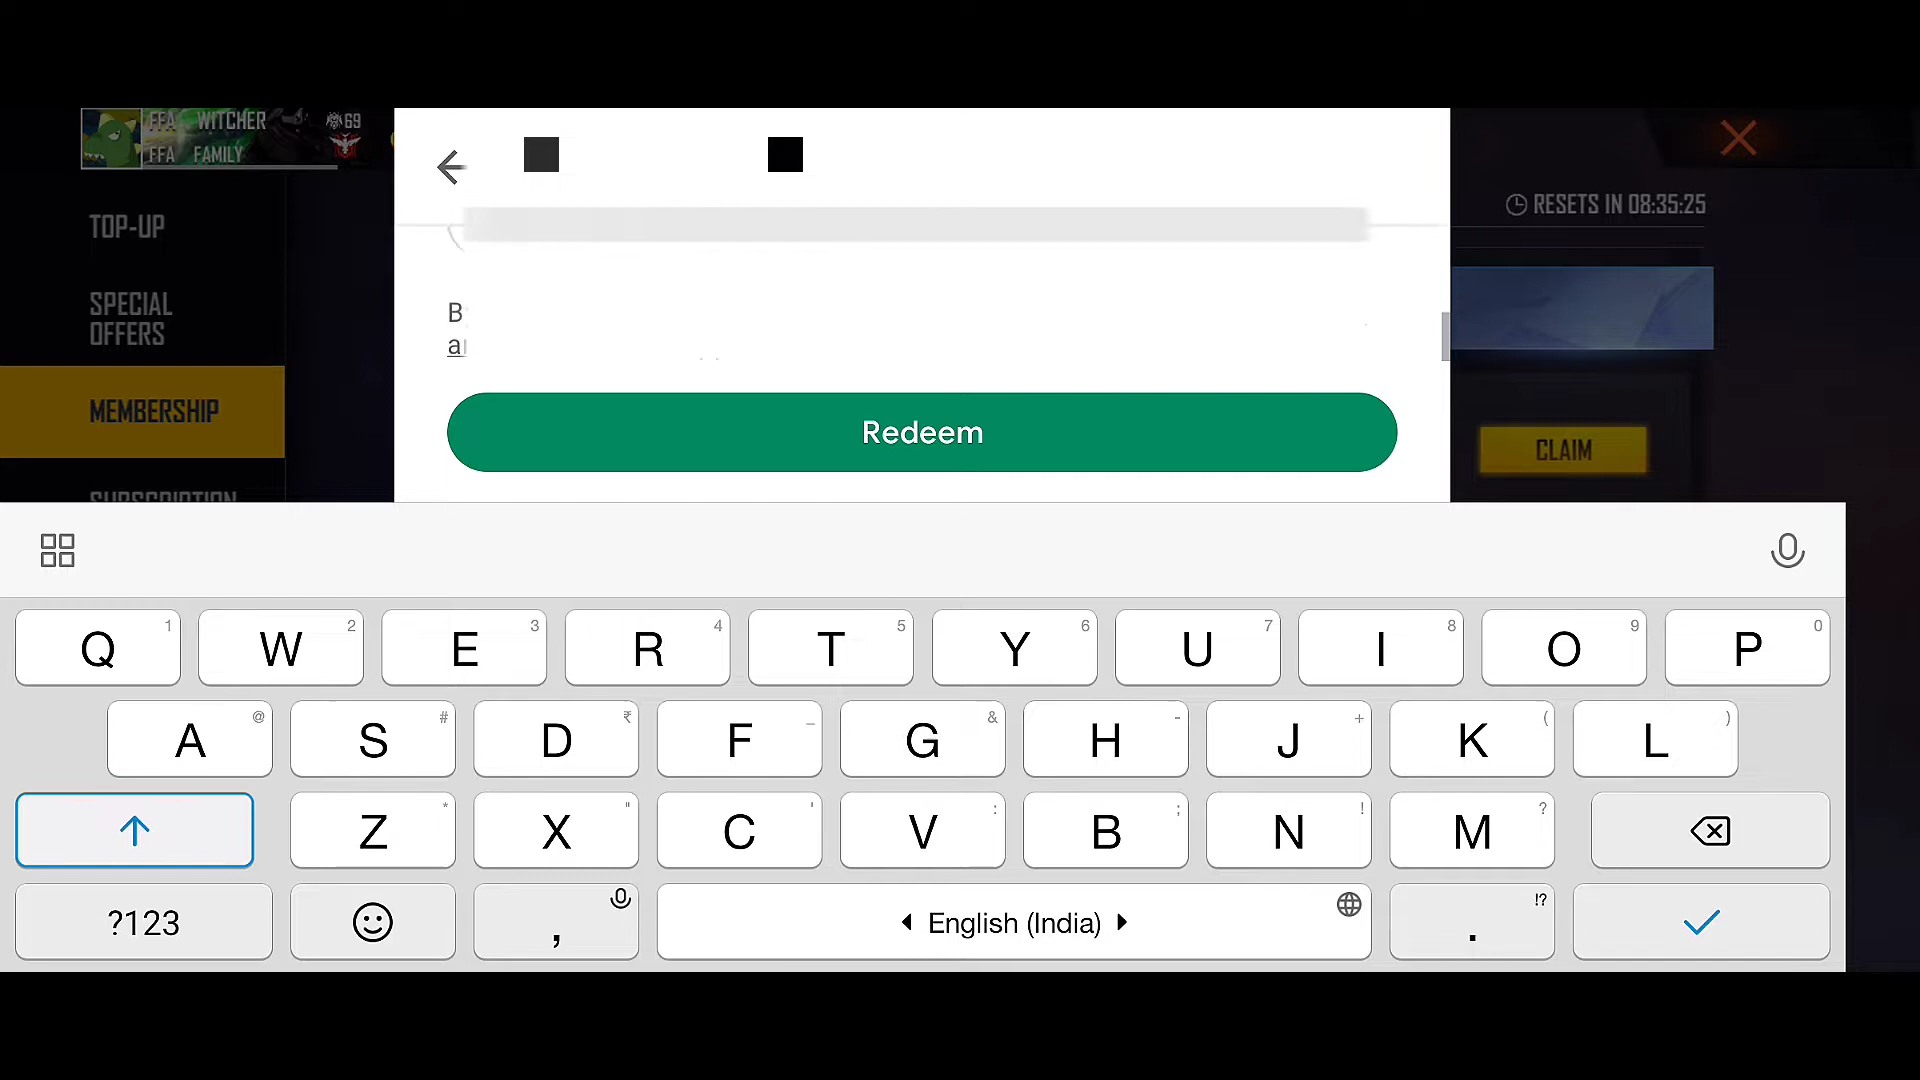 FFA WITCHER
69
FFA FAMILY
RESETS IN 08:35:25
TOP-UP
SPECIAL
OFFERS
MEMBERSHIP
SUBSCRIPTION
Redeem
CLAIM
Q 1 W 2 E 3 R 4 T 5 Y 6 U 7 I 8 O 9 P 0
A @ S # D ₹ F _ G & H - J + K ( L )
Z * X " C ' V : B ; N ! M ?
?123 , English (India) . !?